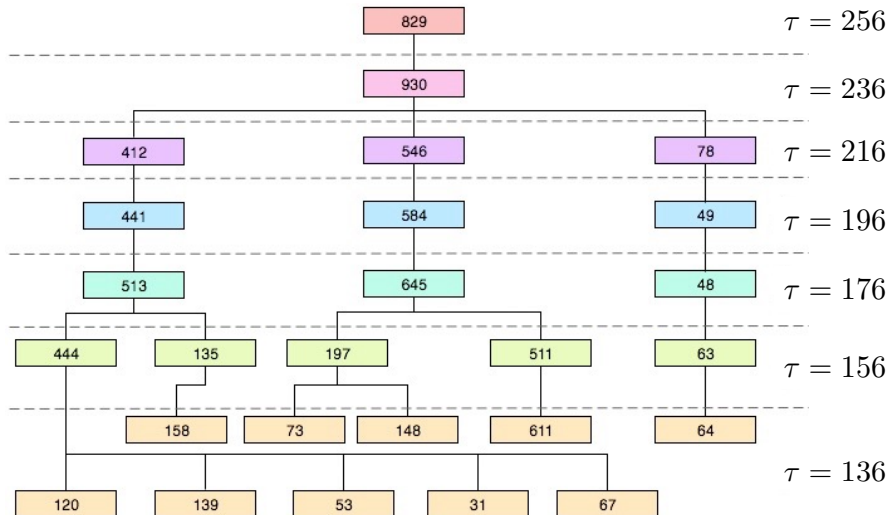 829 τ = 256
930 τ = 236
412 546 78 τ = 216
441 584 49 τ = 196
513 645 48 τ = 176
444 135 197 511 63 τ = 156
158 73 148 611 64
τ = 136
120 139 53 31 67